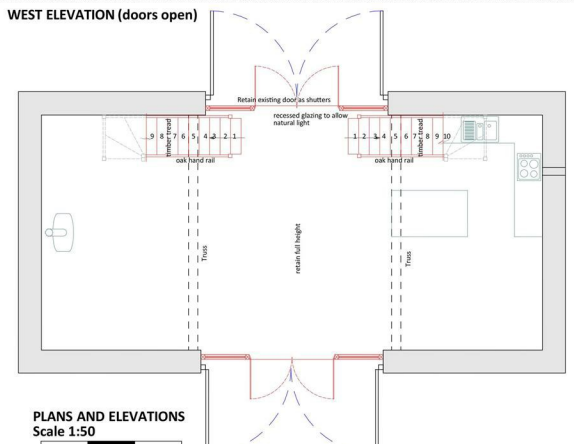 WEST ELEVATION (doors open)
Retain existing door as shutters
recessed glazing to allow
natural light
9 8 7 6 5 4 3 2 1
timber tread
oak hand rail
1 2 3 4 5 6 7 8 9 10
timber tread
oak hand rail
Truss
retain full height
Truss
PLANS AND ELEVATIONS
Scale 1:50